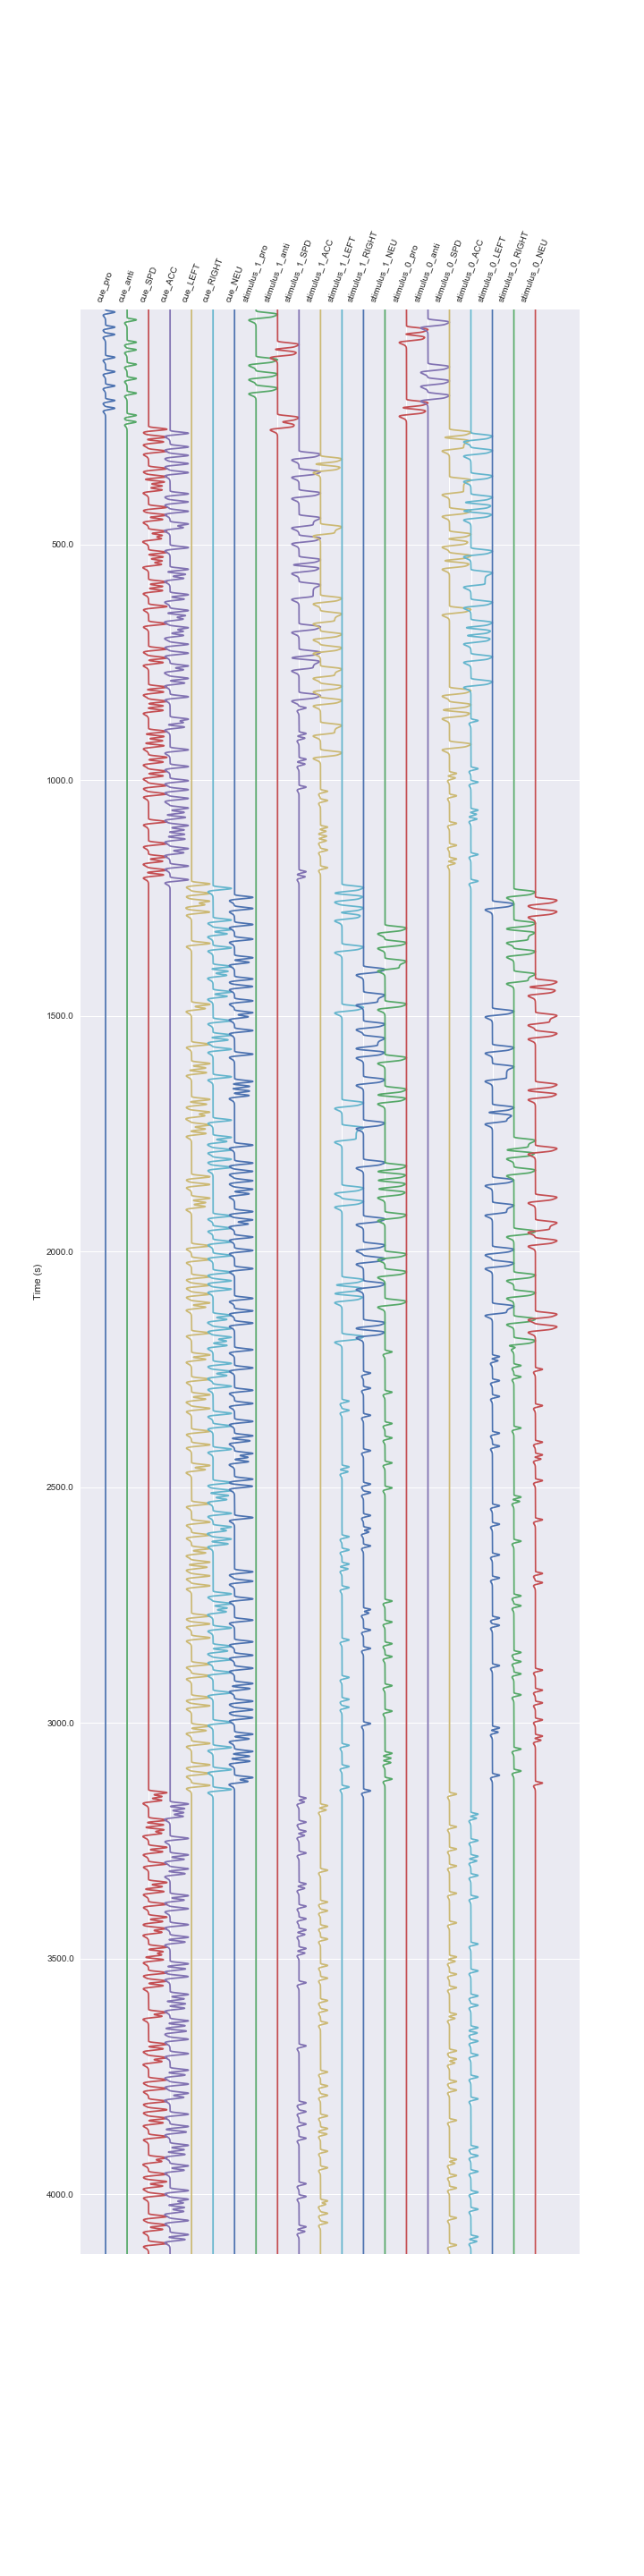 cue_pro
cue_anti
cue_SPD
cue_ACC
cue_LEFT
cue_RIGHT
cue_NEU
stimulus_1_pro
stimulus_1_anti
stimulus_1_SPD
stimulus_1_ACC
stimulus_1_LEFT
stimulus_1_RIGHT
stimulus_1_NEU
stimulus_0_pro
stimulus_0_anti
stimulus_0_SPD
stimulus_0_ACC
stimulus_0_LEFT
stimulus_0_RIGHT
stimulus_0_NEU
500.0
1000.0
1500.0
2000.0
Time (s)
2500.0
3000.0
3500.0
4000.0